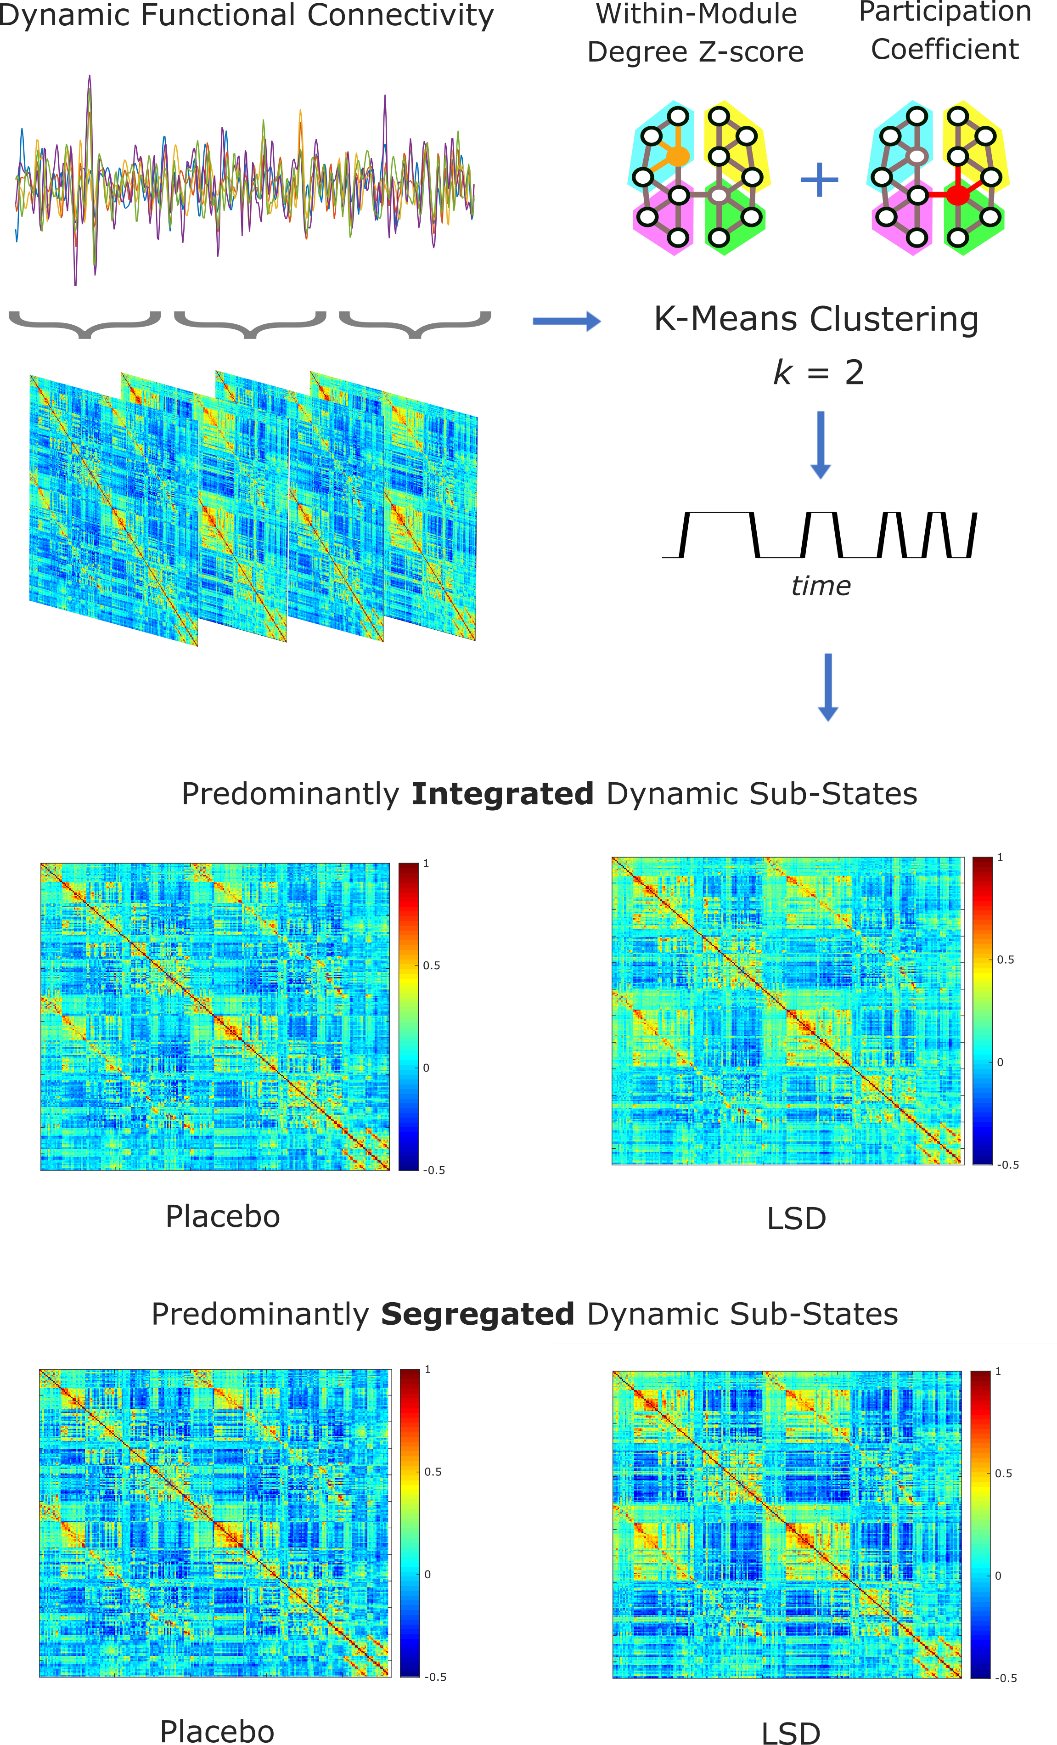 Dynamic Functional Connectivity
Within-Module
Degree Z-score
Participation
Coefficient
+
K-Means Clustering
k = 2
time
Predominantly Integrated Dynamic Sub-States
1
0.5
0
-0.5
Placebo
1
0.5
0
-0.5
LSD
Predominantly Segregated Dynamic Sub-States
1
0.5
0
-0.5
Placebo
1
0.5
0
-0.5
LSD